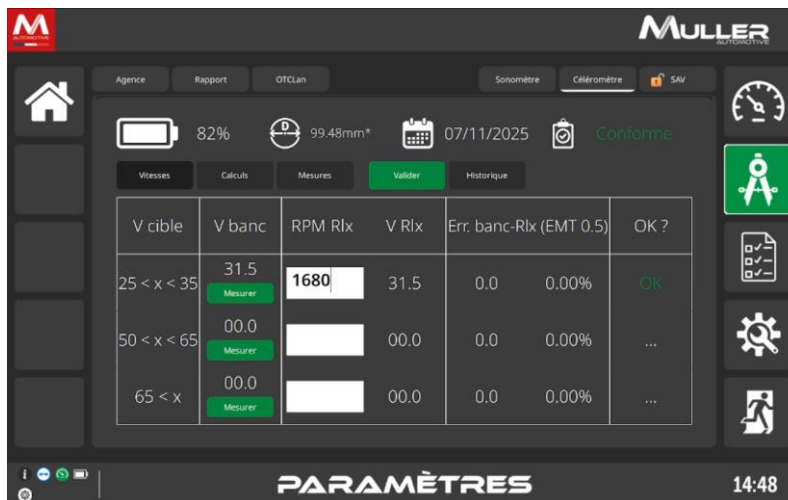 MULLER
AUTOMOTIVE
Agence Rapport OTCLan Sonomètre Céléromètre SAV
82% D 99.48mm* 07/11/2025 Conforme
Vitesses Calculs Mesures Valider Historique
V cible V banc RPM Rlx V Rlx Err. banc-Rlx (EMT 0.5) OK ?
25 < x < 35 31.5 1680 31.5 0.0 0.00% OK
Mesurer
50 < x < 65 00.0 00.0 0.0 0.00% ...
Mesurer
65 < x 00.0 00.0 0.0 0.00% ...
Mesurer
PARAMÈTRES 14:48